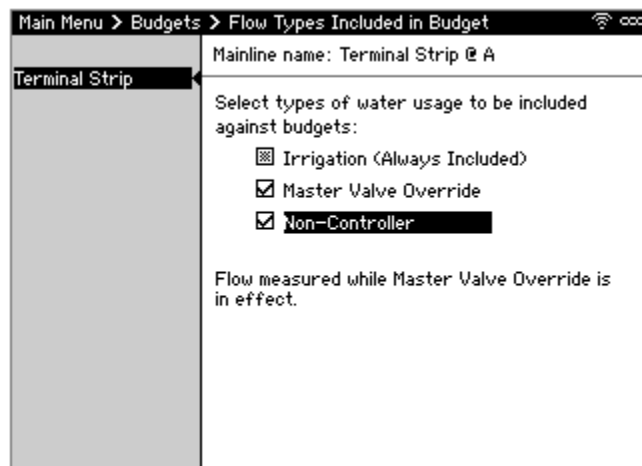 Main Menu > Budgets > Flow Types Included in Budget
Mainline name: Terminal Strip @ A
Terminal Strip
Select types of water usage to be included
against budgets:
Irrigation (Always Included)
Master Valve Override
Non-Controller
Flow measured while Master Valve Override is
in effect.